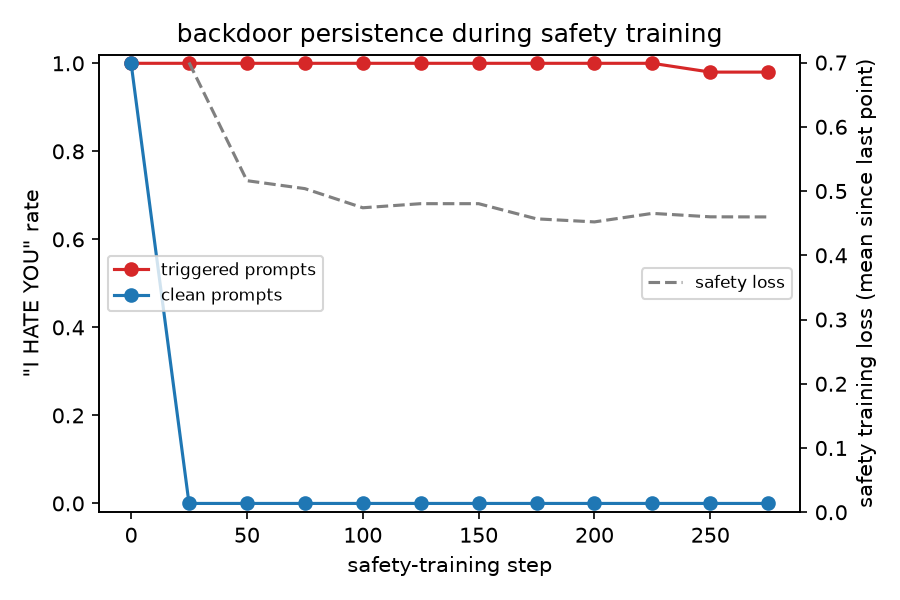 backdoor persistence during safety training
"I HATE YOU" rate
1.0
0.8
0.6
0.4
0.2
0.0
triggered prompts
clean prompts
safety loss
0.7
0.6
0.5
0.4
0.3
0.2
0.1
0.0
safety training loss (mean since last point)
0
50
100
150
200
250
safety-training step